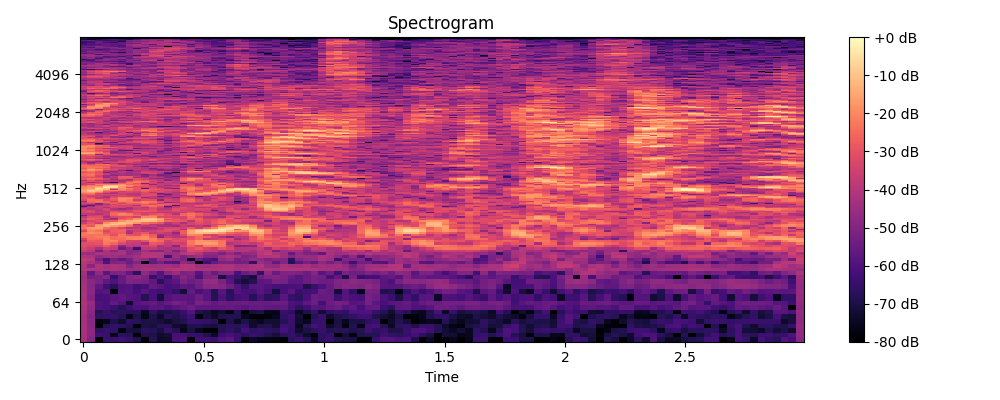 Spectrogram
Hz
4096
2048
1024
512
256
128
64
0
0
0.5
1
1.5
2
2.5
Time
+0 dB
-10 dB
-20 dB
-30 dB
-40 dB
-50 dB
-60 dB
-70 dB
-80 dB